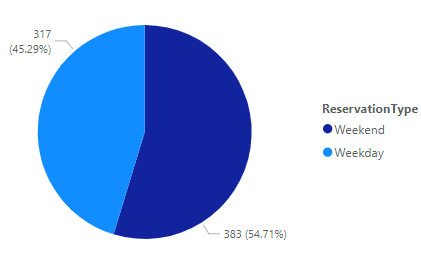 317
(45.29%)
ReservationType
Weekend
Weekday
383 (54.71%)